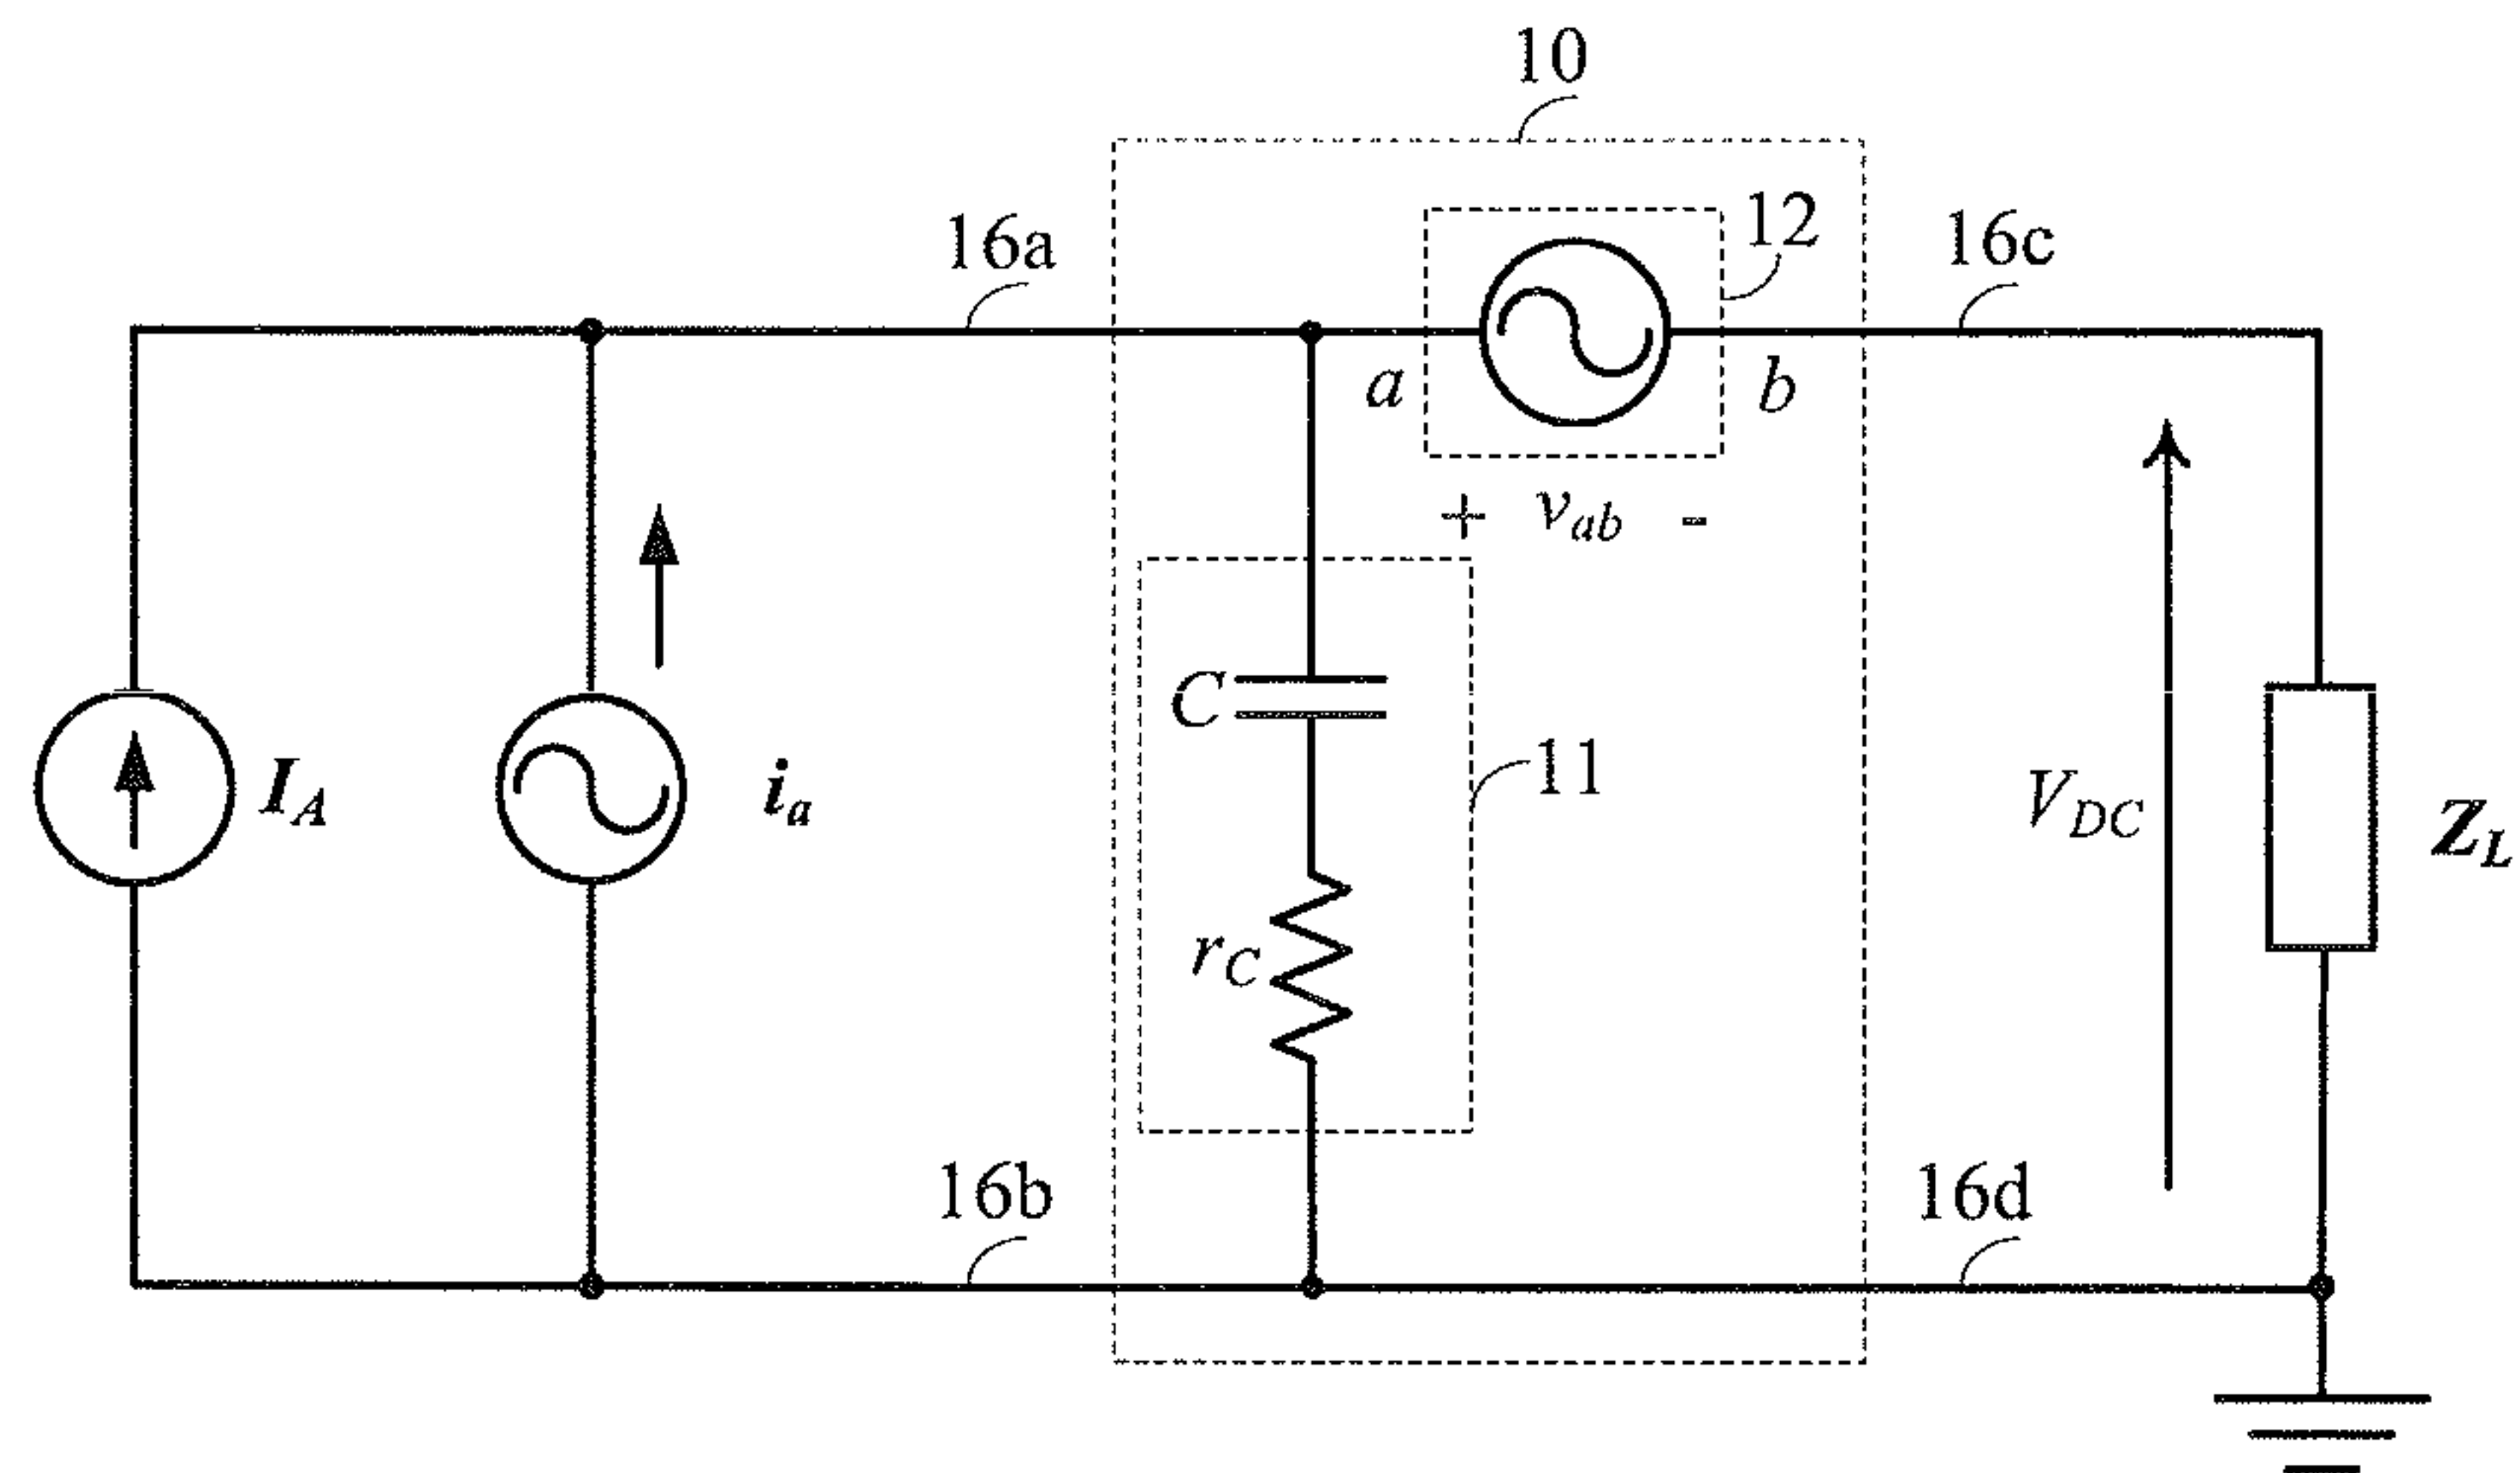 10
16a
12
16c
a
b
+ v_ab -
C
11
I_A
i_a
V_DC
Z_L
r_C
16b
16d